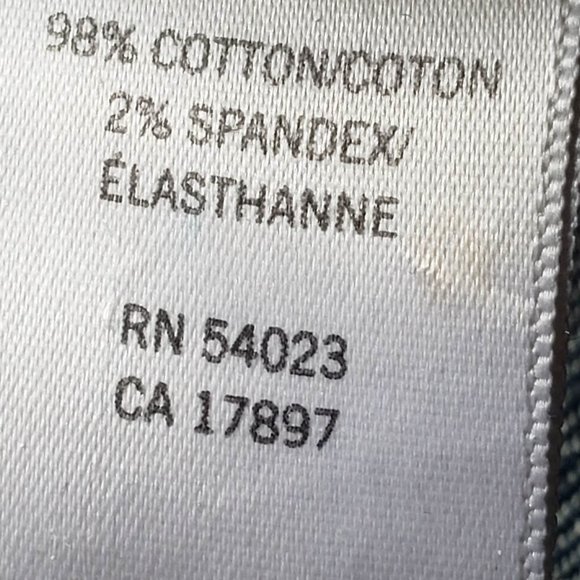 98% COTTON/COTON
2% SPANDEX/
ÉLASTHANNE
RN 54023
CA 17897